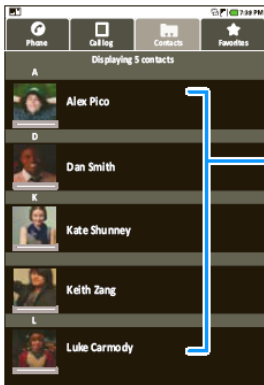 7:38 PM
Phone Call log Contacts Favorites
Displaying 5 contacts
A
Alex Pico
D
Dan Smith
K
Kate Shunney
Keith Zang
L
Luke Carmody